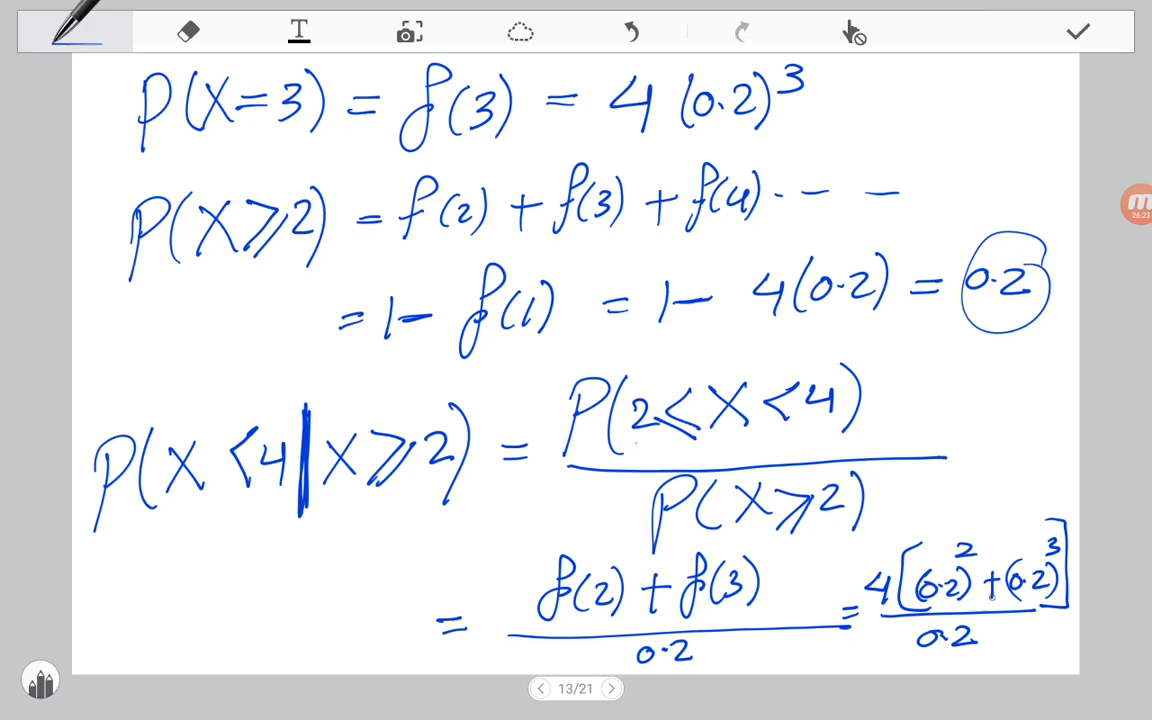 T
P(X=3) = f(3) = 4 (0.2)³
P(X⩾2) = f(2) + f(3) + f(4) - - -
= 1 - f(1) = 1 - 4(0.2) = 0.2
P(X<4|X⩾2) = P(2⩽X<4) / P(X⩾2)
= f(2) + f(3) / 0.2 = 4[(0.2)² + (0.2)³] / 0.2
13/21
26:23